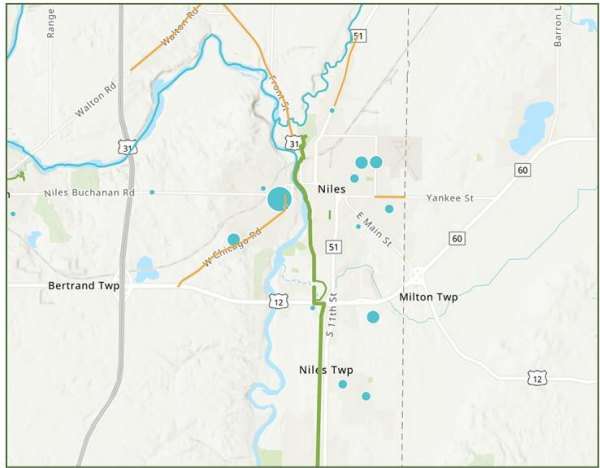 Range
Walton Rd
Barron L
51
Walton Rd
Front St
31
31
60
n
Niles Buchanan Rd
Niles
Yankee St
E Main St
60
W Chicago Rd
51
Bertrand Twp
12
Milton Twp
S 11th St
Niles Twp
12